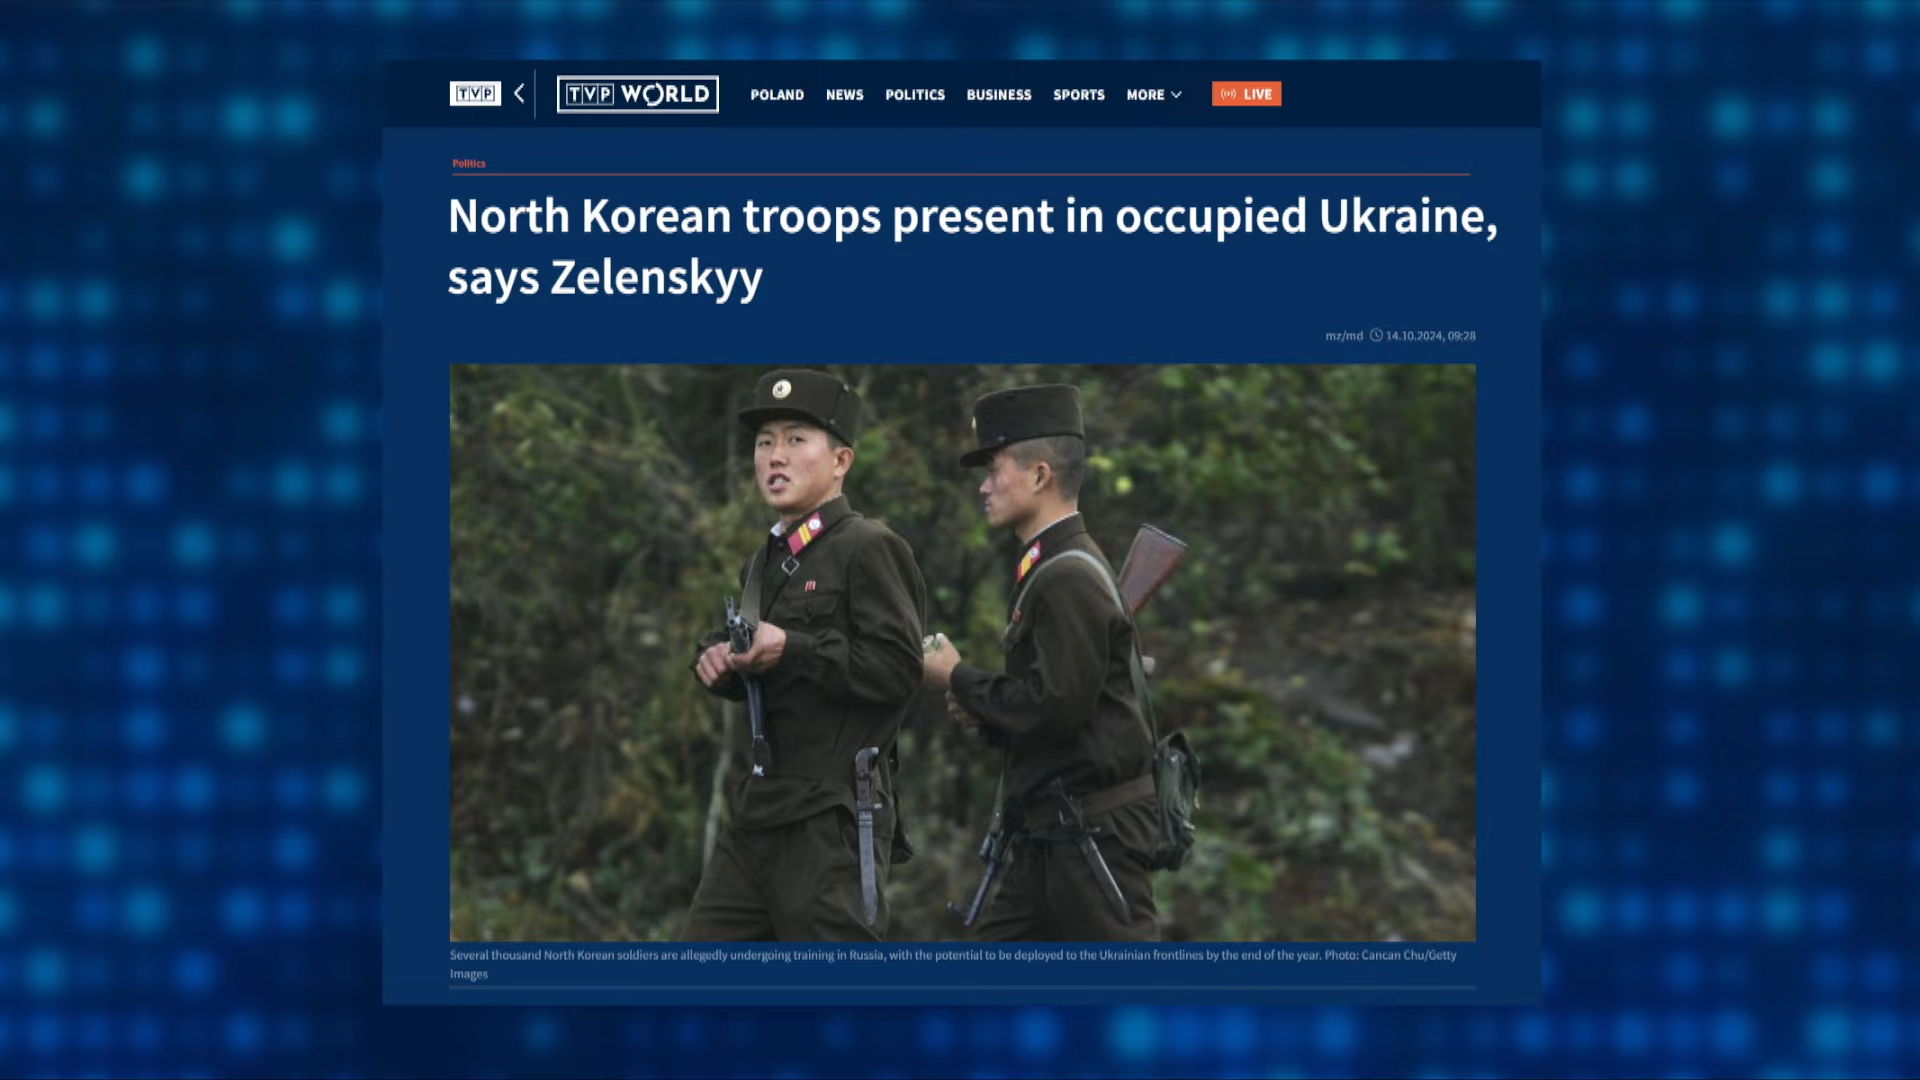 TVP
TVP WORLD
POLAND NEWS POLITICS BUSINESS SPORTS MORE LIVE
Politics
North Korean troops present in occupied Ukraine,
says Zelenskyy
mz/md 14.10.2024, 09:28
Several thousand North Korean soldiers are allegedly undergoing training in Russia, with the potential to be deployed to the Ukrainian frontlines by the end of the year. Photo: Cancan Chu/Getty
Images